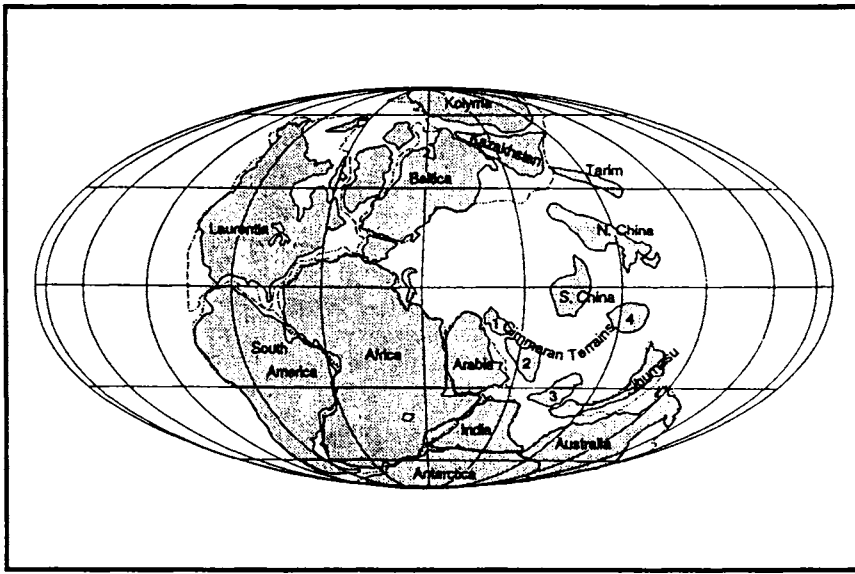 Kolyma
Kazakhstan
Tarim
Baltica
Laurentia
N. China
S. China
4
1
Cimmeran Terrains
2
Arabia
Africa
South
America
3
India
Australia
Antarctica